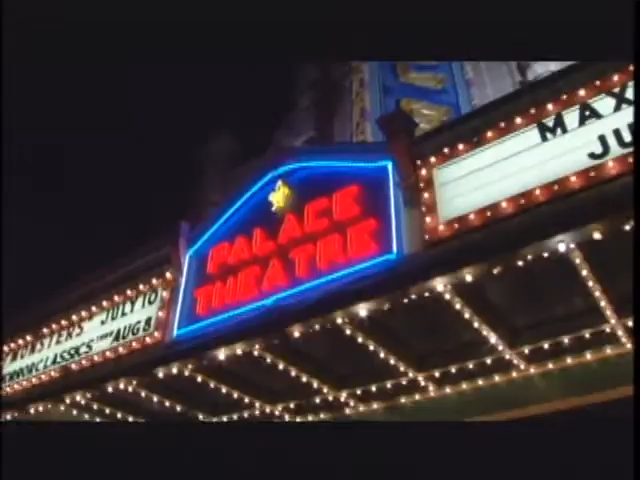 PALACE
THEATRE
MONSTERS JULY 10
CLASSICS THRU AUG 8
MAX
JU